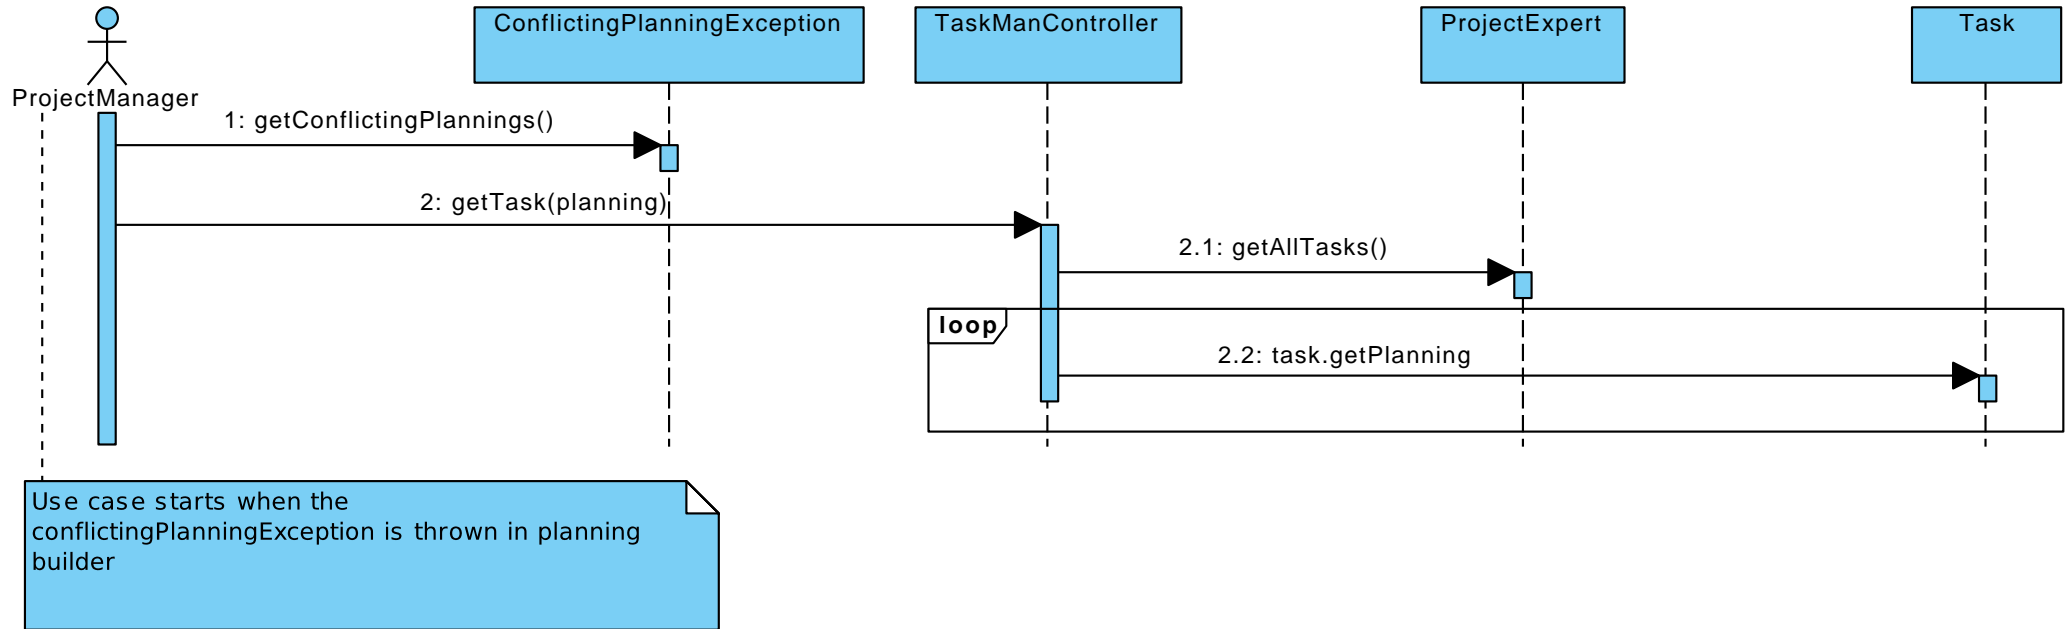 ConflictingPlanningException
TaskManController
ProjectExpert
Task
ProjectManager
1: getConflictingPlannings()
2: getTask(planning)
2.1: getAllTasks()
loop
2.2: task.getPlanning
Use case starts when the
conflictingPlanningException is thrown in planning
builder